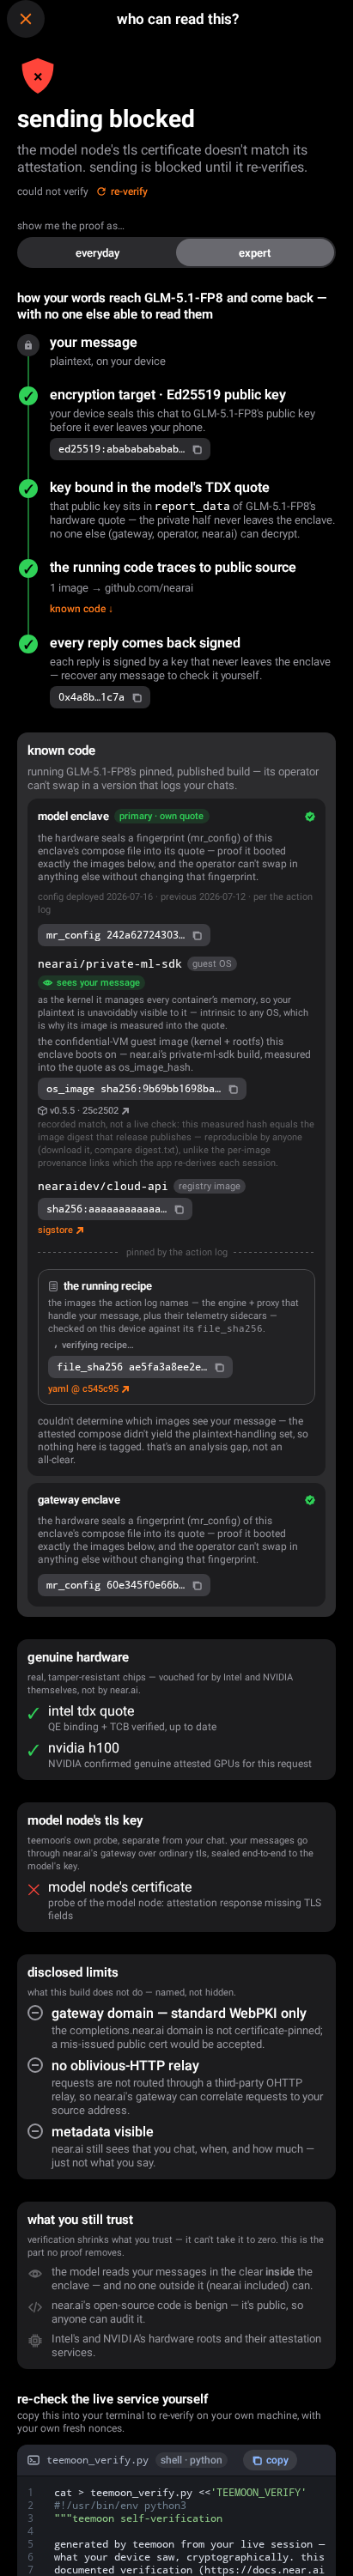 who can read this?
sending blocked
the model node's tls certificate doesn't match its
attestation. sending is blocked until it re-verifies.
could not verify re-verify
show me the proof as...
everyday expert
how your words reach GLM-5.1-FP8 and come back —
with no one else able to read them
your message
plaintext, on your device
encryption target · Ed25519 public key
your device seals this chat to GLM-5.1-FP8's public key
before it ever leaves your phone.
ed25519:abababababab…
key bound in the model's TDX quote
that public key sits in report_data of GLM-5.1-FP8's
hardware quote — the private half never leaves the enclave.
no one else (gateway, operator, near.ai) can decrypt.
the running code traces to public source
1 image → github.com/nearai
known code ↓
every reply comes back signed
each reply is signed by a key that never leaves the enclave
— recover any message to check it yourself.
0x4a8b…1c7a
known code
running GLM-5.1-FP8's pinned, published build — its operator
can't swap in a version that logs your chats.
model enclave primary · own quote
the hardware seals a fingerprint (mr_config) of this
enclave's compose file into its quote — proof it booted
exactly the images below, and the operator can't swap in
anything else without changing that fingerprint.
config deployed 2026-07-16 · previous 2026-07-12 · per the action
log
mr_config 242a62724303…
nearai/private-ml-sdk guest OS
sees your message
as the kernel it manages every container's memory, so your
plaintext is unavoidably visible to it — intrinsic to any OS, which
is why its image is measured into the quote.
the confidential-VM guest image (kernel + rootfs) this
enclave boots on — near.ai's private-ml-sdk build, measured
into the quote as os_image_hash.
os_image sha256:9b69bb1698ba…
v0.5.5 · 25c2502 ↗
recorded match, not a live check: this measured hash equals the
image digest that release publishes — reproducible by anyone
(download it, compare digest.txt), unlike the per-image
provenance links which the app re-derives each session.
nearaidev/cloud-api registry image
sha256:aaaaaaaaaaaa…
sigstore ↗
pinned by the action log
the running recipe
the images the action log names — the engine + proxy that
handle your message, plus their telemetry sidecars —
checked on this device against its file_sha256.
verifying recipe…
file_sha256 ae5fa3a8ee2e…
yaml @ c545c95 ↗
couldn't determine which images see your message — the
attested compose didn't yield the plaintext-handling set, so
nothing here is tagged. that's an analysis gap, not an
all-clear.
gateway enclave
the hardware seals a fingerprint (mr_config) of this
enclave's compose file into its quote — proof it booted
exactly the images below, and the operator can't swap in
anything else without changing that fingerprint.
mr_config 60e345f0e66b…
genuine hardware
real, tamper-resistant chips — vouched for by Intel and NVIDIA
themselves, not by near.ai.
intel tdx quote
QE binding + TCB verified, up to date
nvidia h100
NVIDIA confirmed genuine attested GPUs for this request
model node's tls key
teemoon's own probe, separate from your chat. your messages go
through near.ai's gateway over ordinary tls, sealed end-to-end to the
model's key.
model node's certificate
probe of the model node: attestation response missing TLS
fields
disclosed limits
what this build does not do — named, not hidden.
gateway domain — standard WebPKI only
the completions.near.ai domain is not certificate-pinned;
a mis-issued public cert would be accepted.
no oblivious-HTTP relay
requests are not routed through a third-party OHTTP
relay, so near.ai's gateway can correlate requests to your
source address.
metadata visible
near.ai still sees that you chat, when, and how much —
just not what you say.
what you still trust
verification shrinks what you trust — it can't take it to zero. this is the
part no proof removes.
the model reads your messages in the clear inside the
enclave — and no one outside it (near.ai included) can.
near.ai's open-source code is benign — it's public, so
anyone can audit it.
Intel's and NVIDIA's hardware roots and their attestation
services.
re-check the live service yourself
copy this into your terminal to re-verify on your own machine, with
your own fresh nonces.
teemoon_verify.py shell · python copy
1 cat > teemoon_verify.py <<'TEEMOON_VERIFY'
2 #!/usr/bin/env python3
3 """teemoon self-verification
4
5 generated by teemoon from your live session —
6 what your device saw, cryptographically. this
7 documented verification (https://docs.near.ai